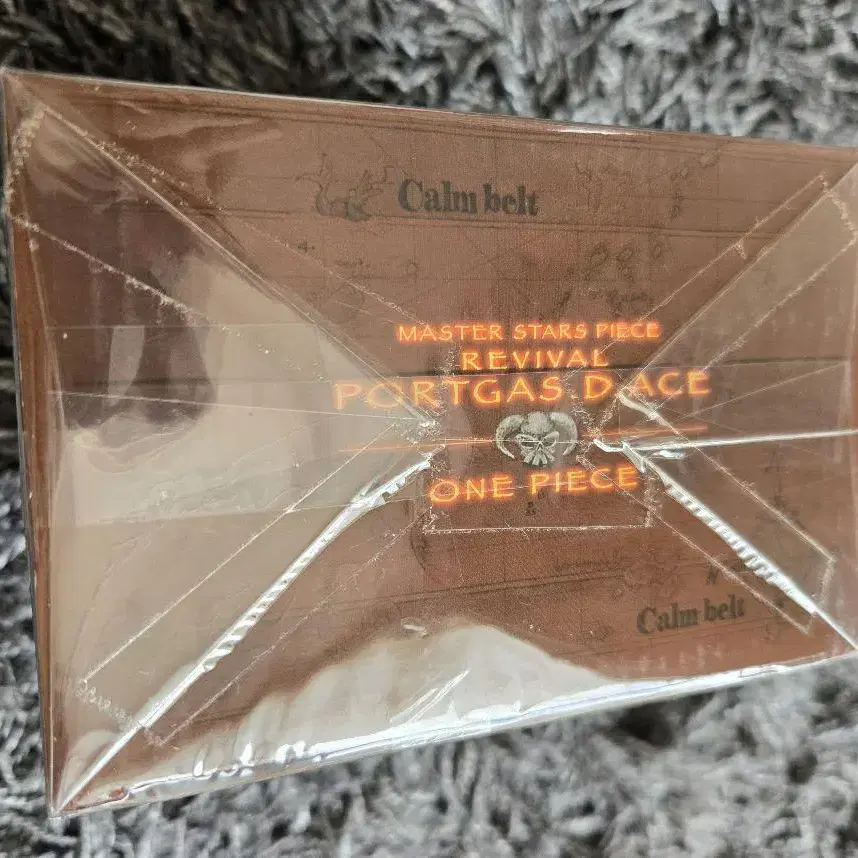 Calm belt
MASTER STARS PIECE
REVIVAL
PORTGAS.D.ACE
ONE PIECE
Calm belt